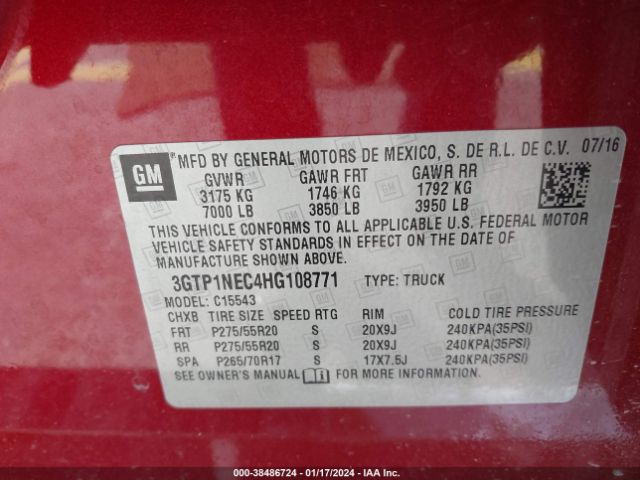 GM
® MFD BY GENERAL MOTORS DE MEXICO, S. DE R.L. DE C.V. 07/16
GVWR GAWR FRT GAWR RR
3175 KG 1746 KG 1792 KG
7000 LB 3850 LB 3950 LB
THIS VEHICLE CONFORMS TO ALL APPLICABLE U.S. FEDERAL MOTOR
VEHICLE SAFETY STANDARDS IN EFFECT ON THE DATE OF
MANUFACTURE SHOWN ABOVE.
3GTP1NEC4HG108771 TYPE: TRUCK
MODEL: C15543
CHXB TIRE SIZE SPEED RTG RIM COLD TIRE PRESSURE
FRT P275/55R20 S 20X9J 240KPA(35PSI)
RR P275/55R20 S 20X9J 240KPA(35PSI)
SPA P265/70R17 S 17X7.5J 240KPA(35PSI)
SEE OWNER'S MANUAL FOR MORE INFORMATION.
000-38486724 - 01/17/2024 - IAA Inc.